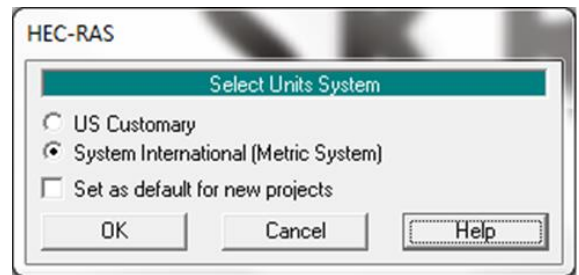 HEC-RAS
Select Units System
US Customary
System International (Metric System)
Set as default for new projects
OK Cancel Help